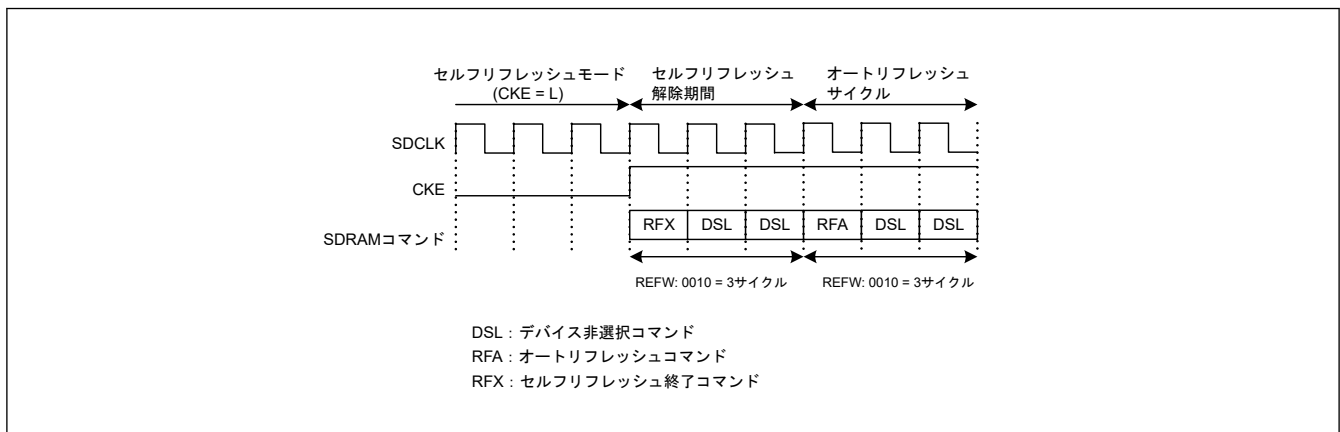 セルフリフレッシュモード
(CKE = L)
セルフリフレッシュ
解除期間
オートリフレッシュ
サイクル
SDCLK
CKE
SDRAMコマンド
RFX DSL DSL RFA DSL DSL
REFW: 0010 = 3サイクル REFW: 0010 = 3サイクル
DSL：デバイス非選択コマンド
RFA：オートリフレッシュコマンド
RFX：セルフリフレッシュ終了コマンド